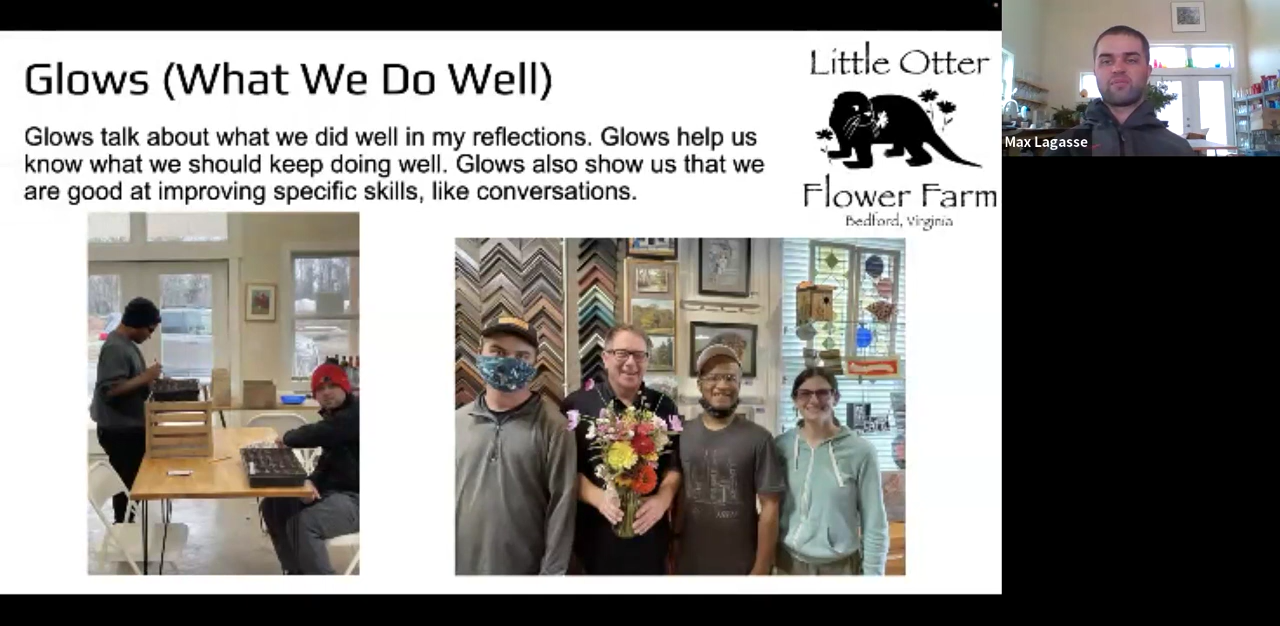 Glows (What We Do Well)
Glows talk about what we did well in my reflections. Glows help us
know what we should keep doing well. Glows also show us that we
are good at improving specific skills, like conversations.
Little Otter
Flower Farm
Bedford, Virginia
Max Lagasse